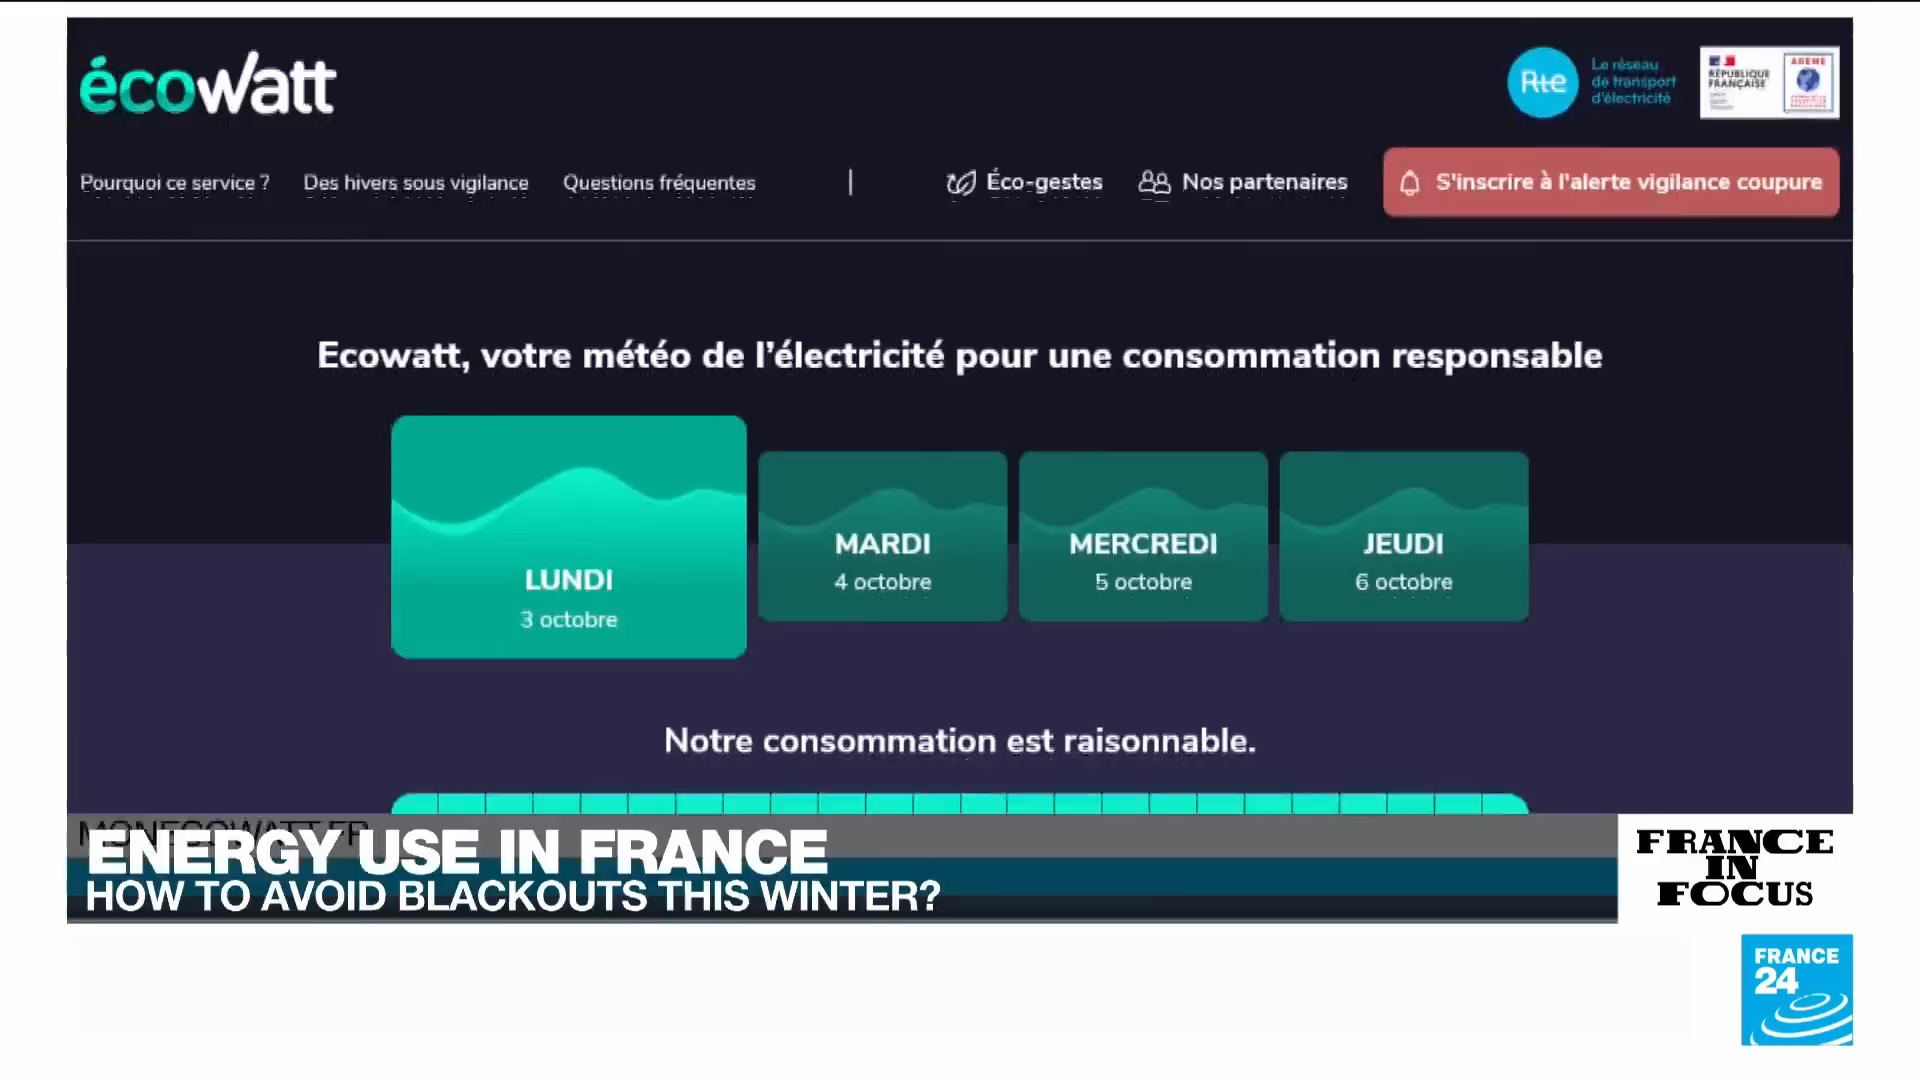 écowatt
Rte
Le réseau
de transport
d'électricité
RÉPUBLIQUE
FRANÇAISE
ADEME
Pourquoi ce service ?
Des hivers sous vigilance
Questions fréquentes
Éco-gestes
Nos partenaires
S'inscrire à l'alerte vigilance coupure
Ecowatt, votre météo de l'électricité pour une consommation responsable
LUNDI
3 octobre
MARDI
4 octobre
MERCREDI
5 octobre
JEUDI
6 octobre
Notre consommation est raisonnable.
MONECOWATT.FR
ENERGY USE IN FRANCE
HOW TO AVOID BLACKOUTS THIS WINTER?
FRANCE
IN
FOCUS
FRANCE
24